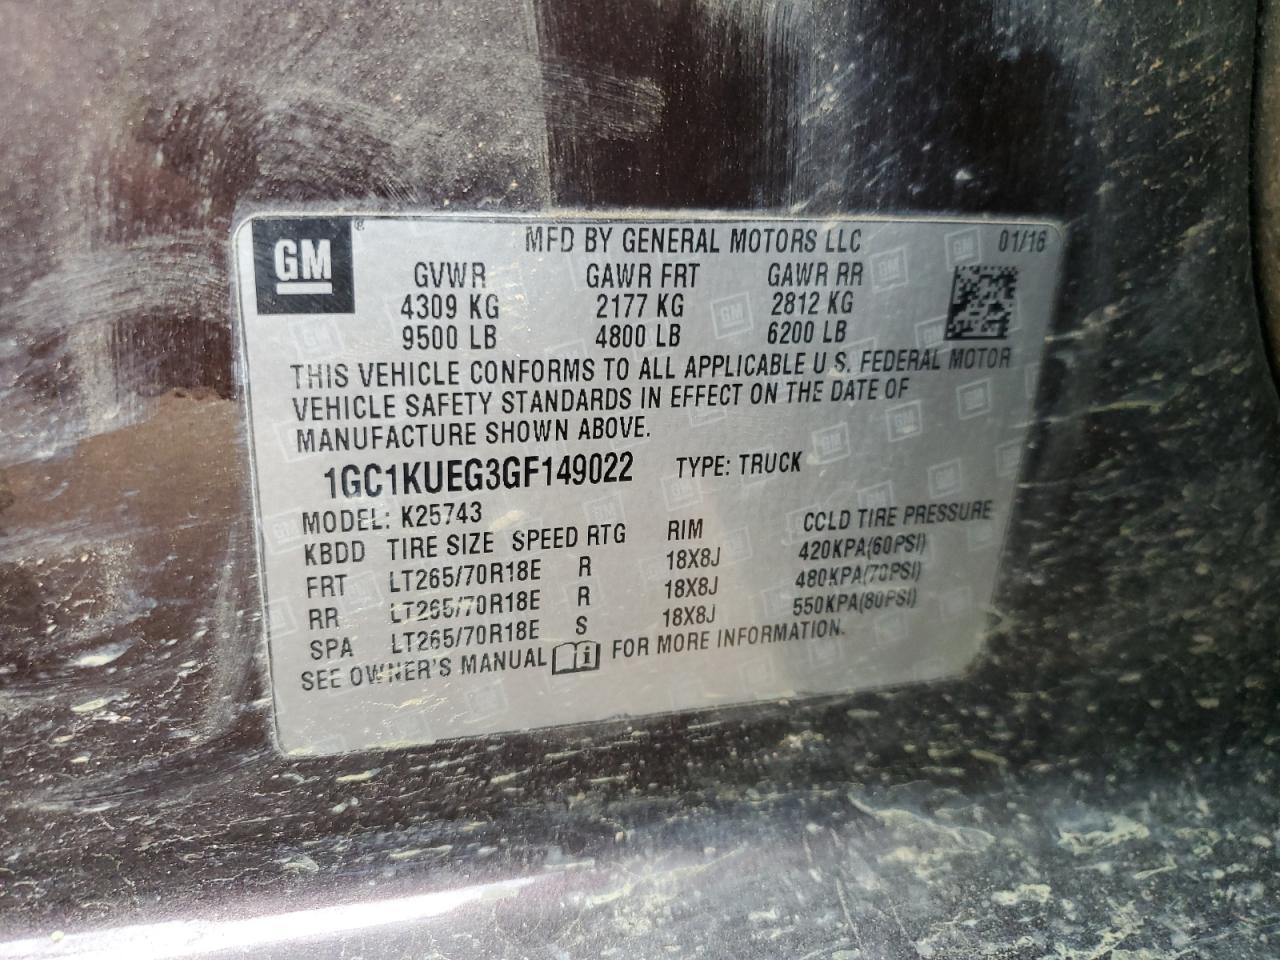 GM ® MFD BY GENERAL MOTORS LLC 01/16
GVWR GAWR FRT GAWR RR
4309 KG 2177 KG 2812 KG
9500 LB 4800 LB 6200 LB
THIS VEHICLE CONFORMS TO ALL APPLICABLE U.S. FEDERAL MOTOR
VEHICLE SAFETY STANDARDS IN EFFECT ON THE DATE OF
MANUFACTURE SHOWN ABOVE.
1GC1KUEG3GF149022 TYPE: TRUCK
MODEL: K25743
KBDD TIRE SIZE SPEED RTG RIM COLD TIRE PRESSURE
FRT LT265/70R18E R 18X8J 420KPA(60PSI)
RR LT265/70R18E R 18X8J 480KPA(70PSI)
SPA LT265/70R18E S 18X8J 550KPA(80PSI)
SEE OWNER'S MANUAL i FOR MORE INFORMATION.